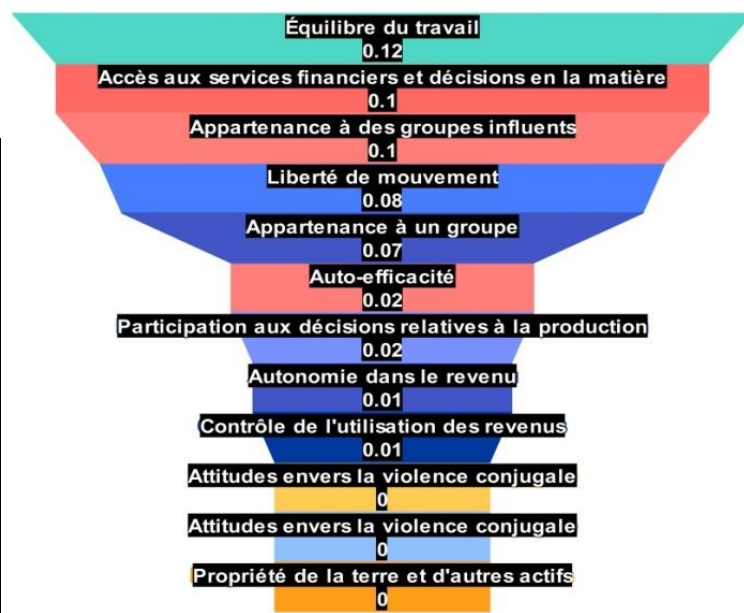 Équilibre du travail
0.12
Accès aux services financiers et décisions en la matière
0.1
Appartenance à des groupes influents
0.1
Liberté de mouvement
0.08
Appartenance à un groupe
0.07
Auto-efficacité
0.02
Participation aux décisions relatives à la production
0.02
Autonomie dans le revenu
0.01
Contrôle de l'utilisation des revenus
0.01
Attitudes envers la violence conjugale
0
Attitudes envers la violence conjugale
0
Propriété de la terre et d'autres actifs
0